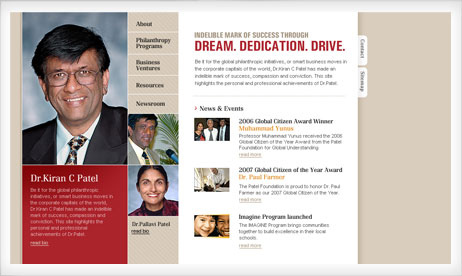 About
Philanthropy
Programs
Business
Ventures
Resources
Newsroom
Dr.Kiran C Patel
Be it for the global philanthropic
initiatives, or smart business moves in
the corporate capitals of the world,
Dr.Kiran C Patel has made an indelible
mark of success, compassion and
conviction. This site highlights the
personal and professional
achievements of Dr.Patel
read bio
Dr.Pallavi Patel
read bio
INDELIBLE MARK OF SUCCESS THROUGH
DREAM. DEDICATION. DRIVE.
Be it for the global philanthropic initiatives, or smart business moves in
the corporate capitals of the world, Dr.Kiran C Patel has made an
indelible mark of success, compassion and conviction. This site
highlights the personal and professional achievements of Dr.Patel
News & Events
2006 Global Citizen Award Winner
Muhammad Yunus
Professor Muhammad Yunus received the 2006
Global Citizen of the Year Award from the Patel
Foundation for Global Understanding
read more
2007 Global Citizen of the Year Award
Dr. Paul Farmer
The Patel Foundation is proud to honor Dr. Paul
Farmer as our 2007 Global Citizen of the Year.
read more
Imagine Program launched
The IMAGINE Program brings communities
together to build excellence in their local
schools.
read more
Contact
Sitemap